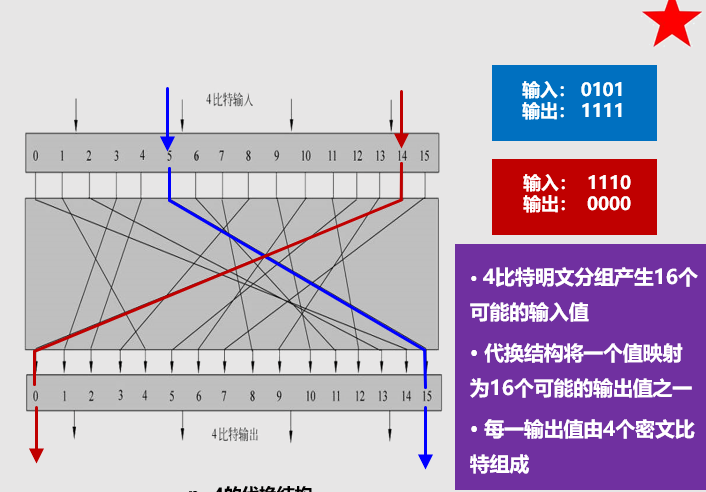 4比特输入
0 1 2 3 4 5 6 7 8 9 10 11 12 13 14 15
0 1 2 3 4 5 6 7 8 9 10 11 12 13 14 15
4比特输出
输入： 0101
输出： 1111
输入： 1110
输出： 0000
• 4比特明文分组产生16个
可能的输入值
• 代换结构将一个值映射
为16个可能的输出值之一
• 每一输出值由4个密文比
特组成